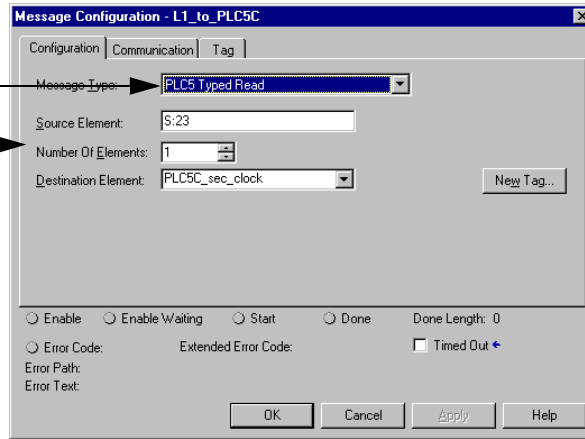 Message Configuration - L1_to_PLC5C
Configuration Communication Tag
Message Type: PLC5 Typed Read
Source Element: S:23
Number Of Elements: 1
Destination Element: PLC5C_sec_clock New Tag...
Enable Enable Waiting Start Done Done Length: 0
Error Code: Extended Error Code: Timed Out
Error Path:
Error Text:
OK Cancel Apply Help